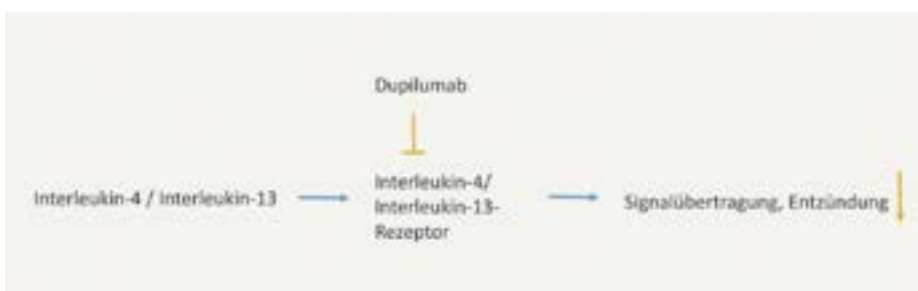 Dupilumab
Interleukin-4 / Interleukin-13
Interleukin-4/
Interleukin-13-
Rezeptor
Signalübertragung, Entzündung